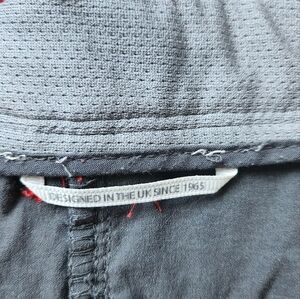 DESIGNED IN THE UK SINCE 1965